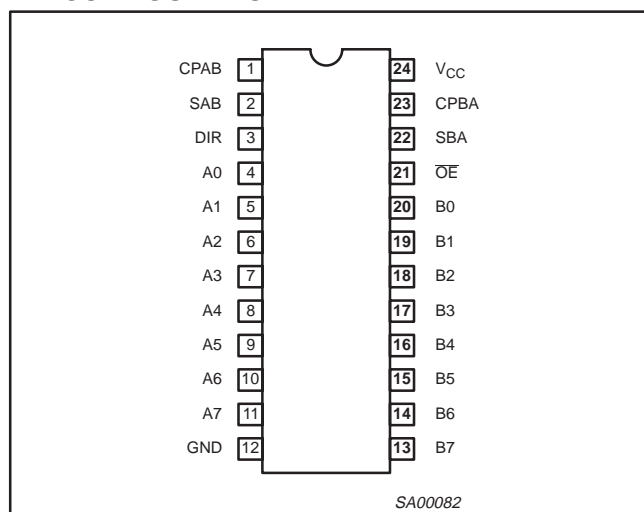 CPAB 1 24 VCC
SAB 2 23 CPBA
DIR 3 22 SBA
A0 4 21 OE
A1 5 20 B0
A2 6 19 B1
A3 7 18 B2
A4 8 17 B3
A5 9 16 B4
A6 10 15 B5
A7 11 14 B6
GND 12 13 B7
SA00082